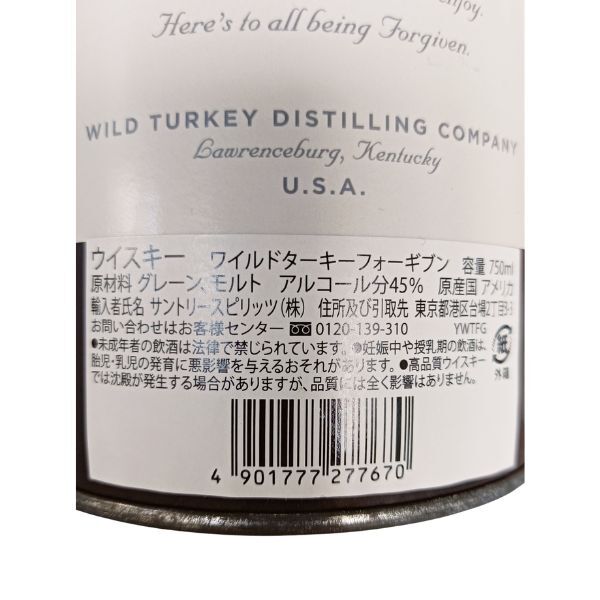 enjoy.
Here's to all being Forgiven.
WILD TURKEY DISTILLING COMPANY
Lawrenceburg, Kentucky
U.S.A.
ウイスキー ワイルドターキーフォーギブン 容量 750ml
原材料 グレーン、モルト アルコール分45% 原産国 アメリカ
輸入者氏名 サントリースピリッツ(株) 住所及び引取先 東京都港区台場2丁目3-3
お問い合わせはお客様センター 0120-139-310 YWTFG
●未成年者の飲酒は法律で禁じられています。●妊娠中や授乳期の飲酒は、
胎児・乳児の発育に悪影響を与えるおそれがあります。●高品質ウイスキー
では沈殿が発生する場合がありますが、品質には全く影響はありません。
紙
外箱
4 901777 277670